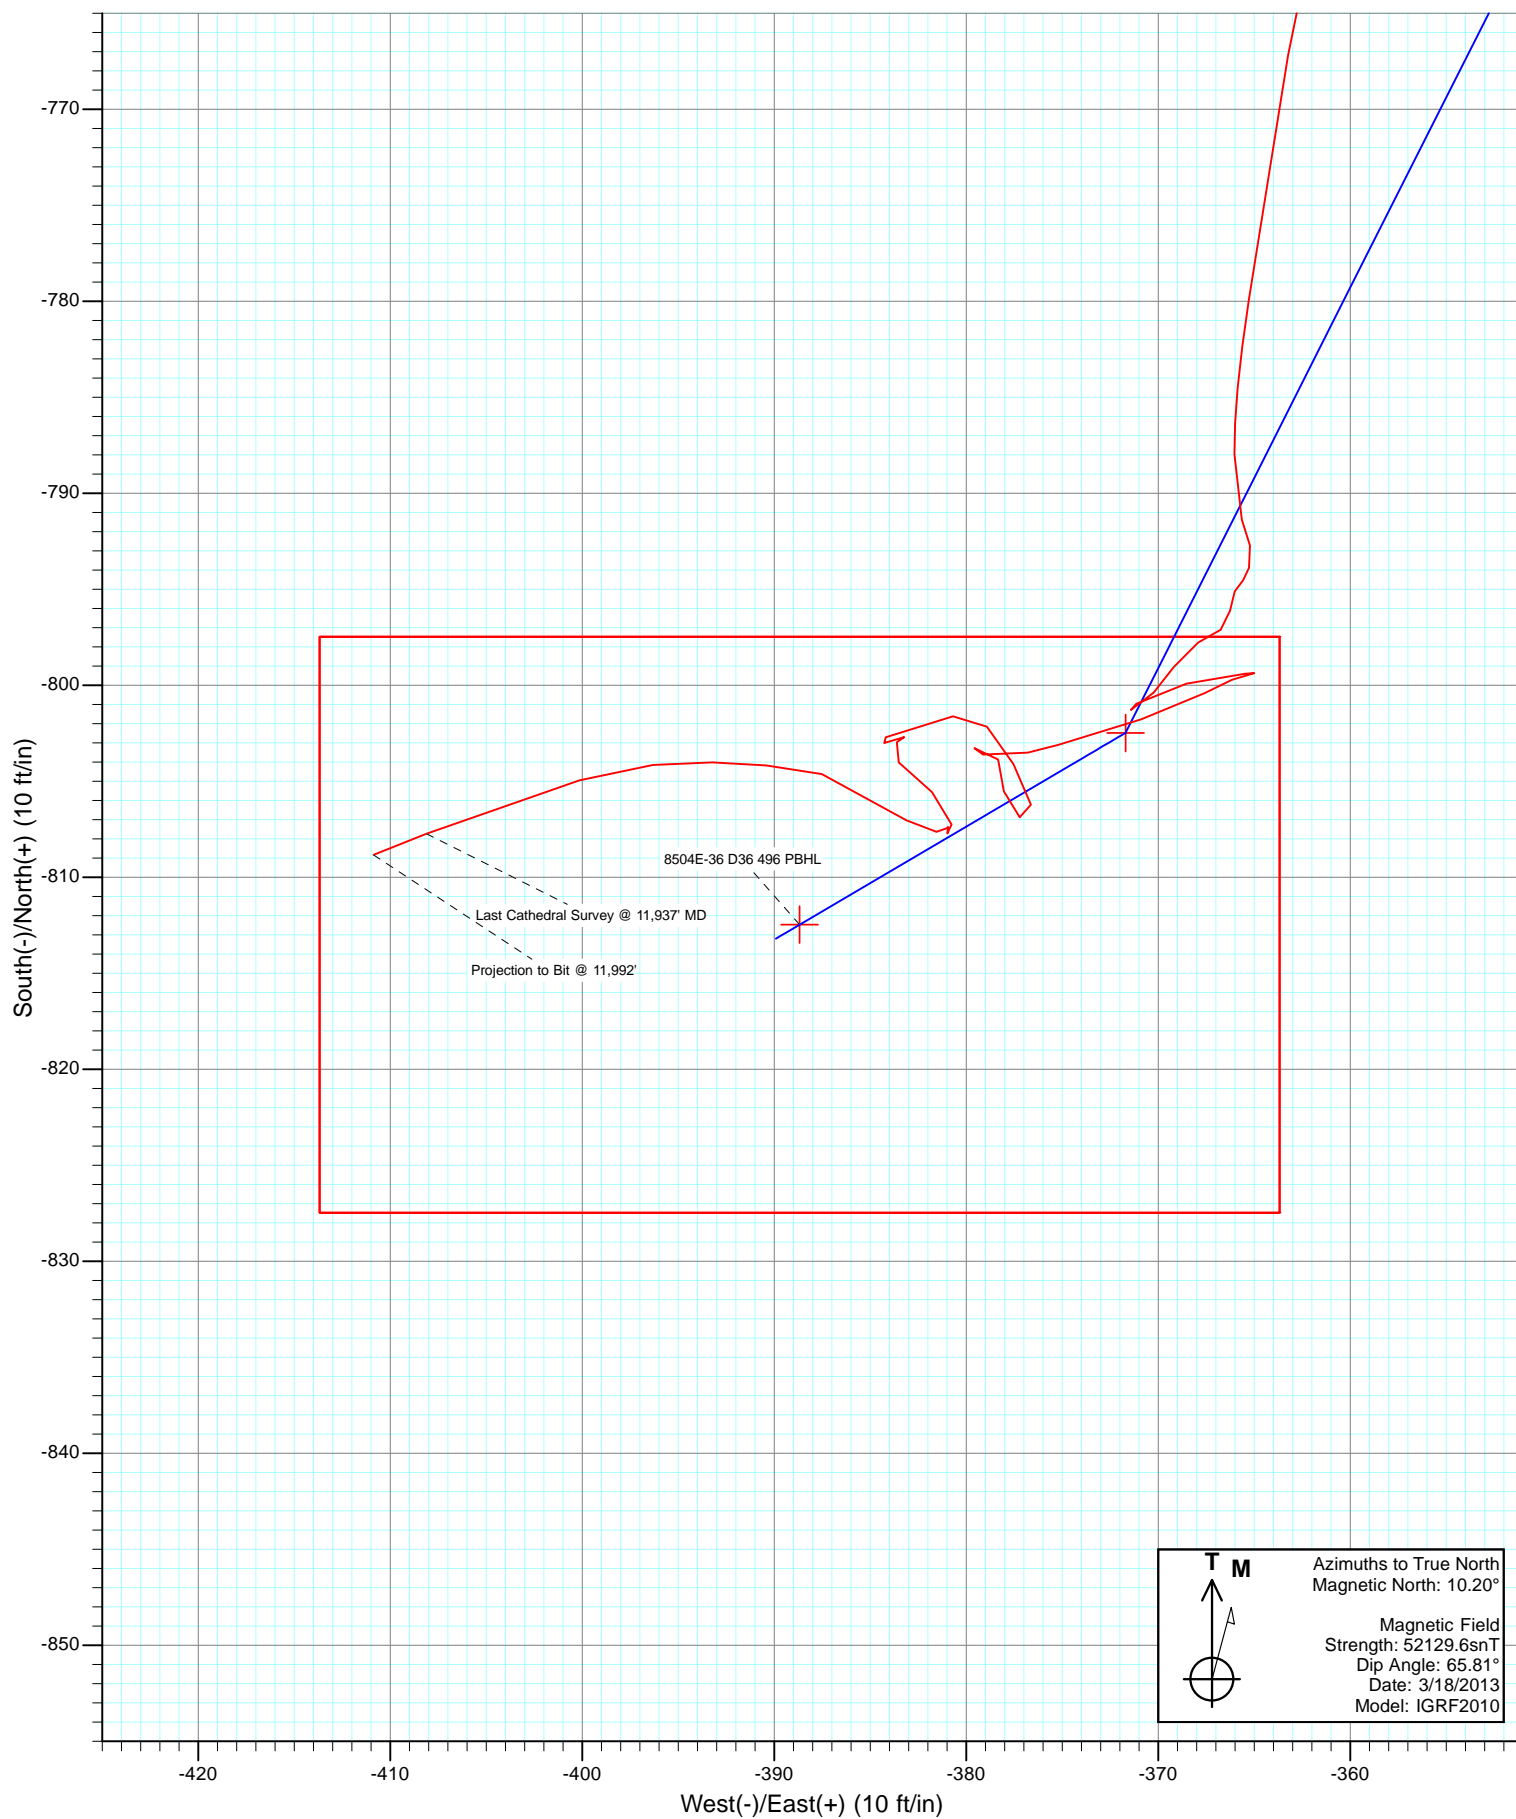 -770
-780
-790
-800
-810
-820
-830
-840
-850
South(-)/North(+) (10 ft/in)
8504E-36 D36 496 PBHL
Last Cathedral Survey @ 11,937' MD
Projection to Bit @ 11,992'
T M
Azimuths to True North
Magnetic North: 10.20°
Magnetic Field
Strength: 52129.6snT
Dip Angle: 65.81°
Date: 3/18/2013
Model: IGRF2010
-420 -410 -400 -390 -380 -370 -360
West(-)/East(+) (10 ft/in)